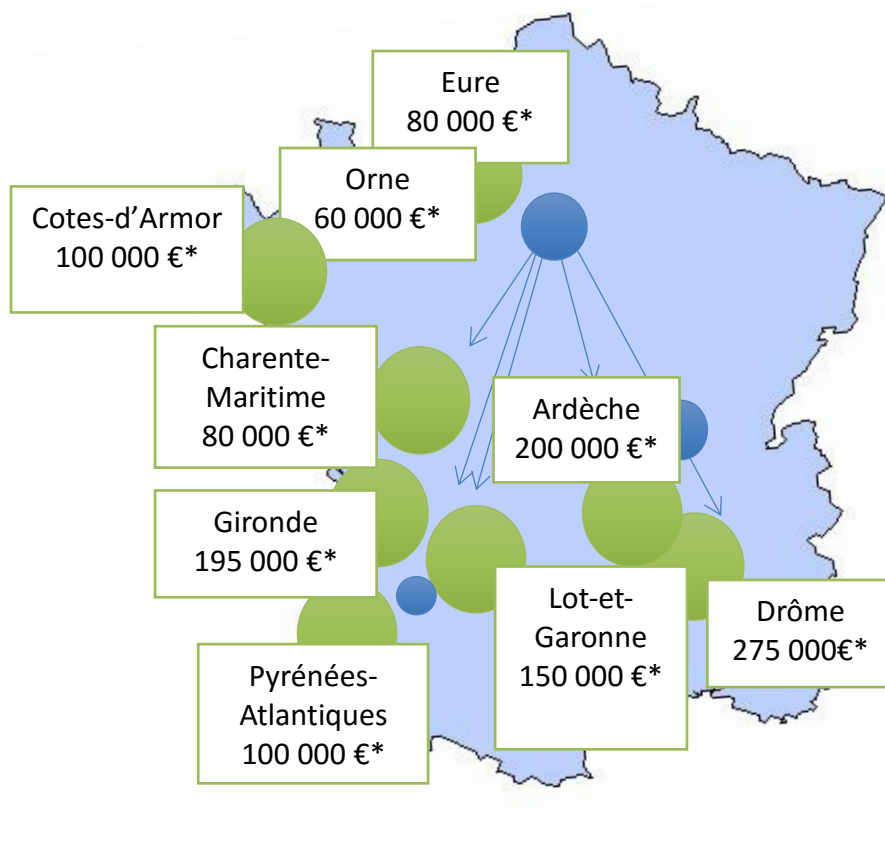 Eure
80 000 €*
Orne
60 000 €*
Cotes-d’Armor
100 000 €*
Charente-
Maritime
80 000 €*
Ardèche
200 000 €*
Gironde
195 000 €*
Lot-et-
Garonne
150 000 €*
Drôme
275 000€*
Pyrénées-
Atlantiques
100 000 €*